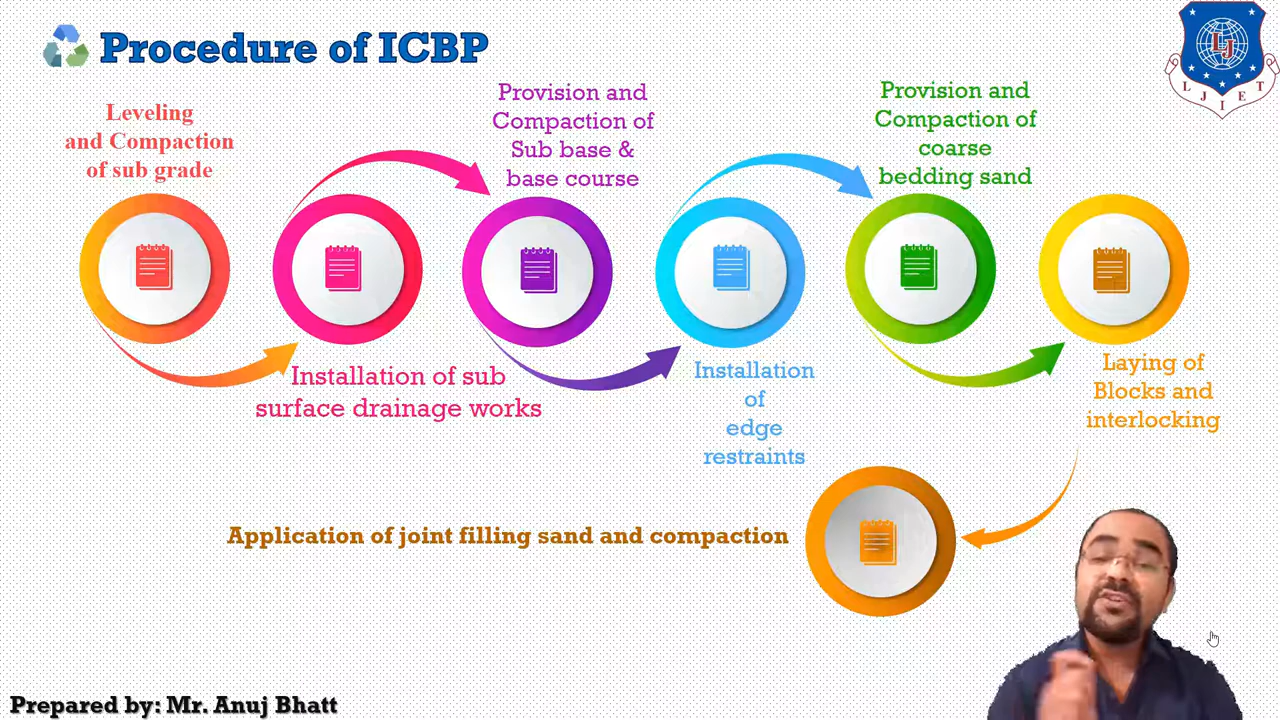 Procedure of ICBP
LJ
LJIET
Leveling
and Compaction
of sub grade
Installation of sub
surface drainage works
Provision and
Compaction of
Sub base &
base course
Installation
of
edge
restraints
Provision and
Compaction of
coarse
bedding sand
Laying of
Blocks and
interlocking
Application of joint filling sand and compaction
Prepared by: Mr. Anuj Bhatt